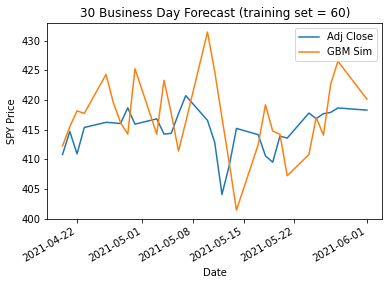 30 Business Day Forecast (training set = 60)
Adj Close
GBM Sim
SPY Price
430
425
420
415
410
405
400
2021-04-22
2021-05-01
2021-05-08
2021-05-15
2021-05-22
2021-06-01
Date